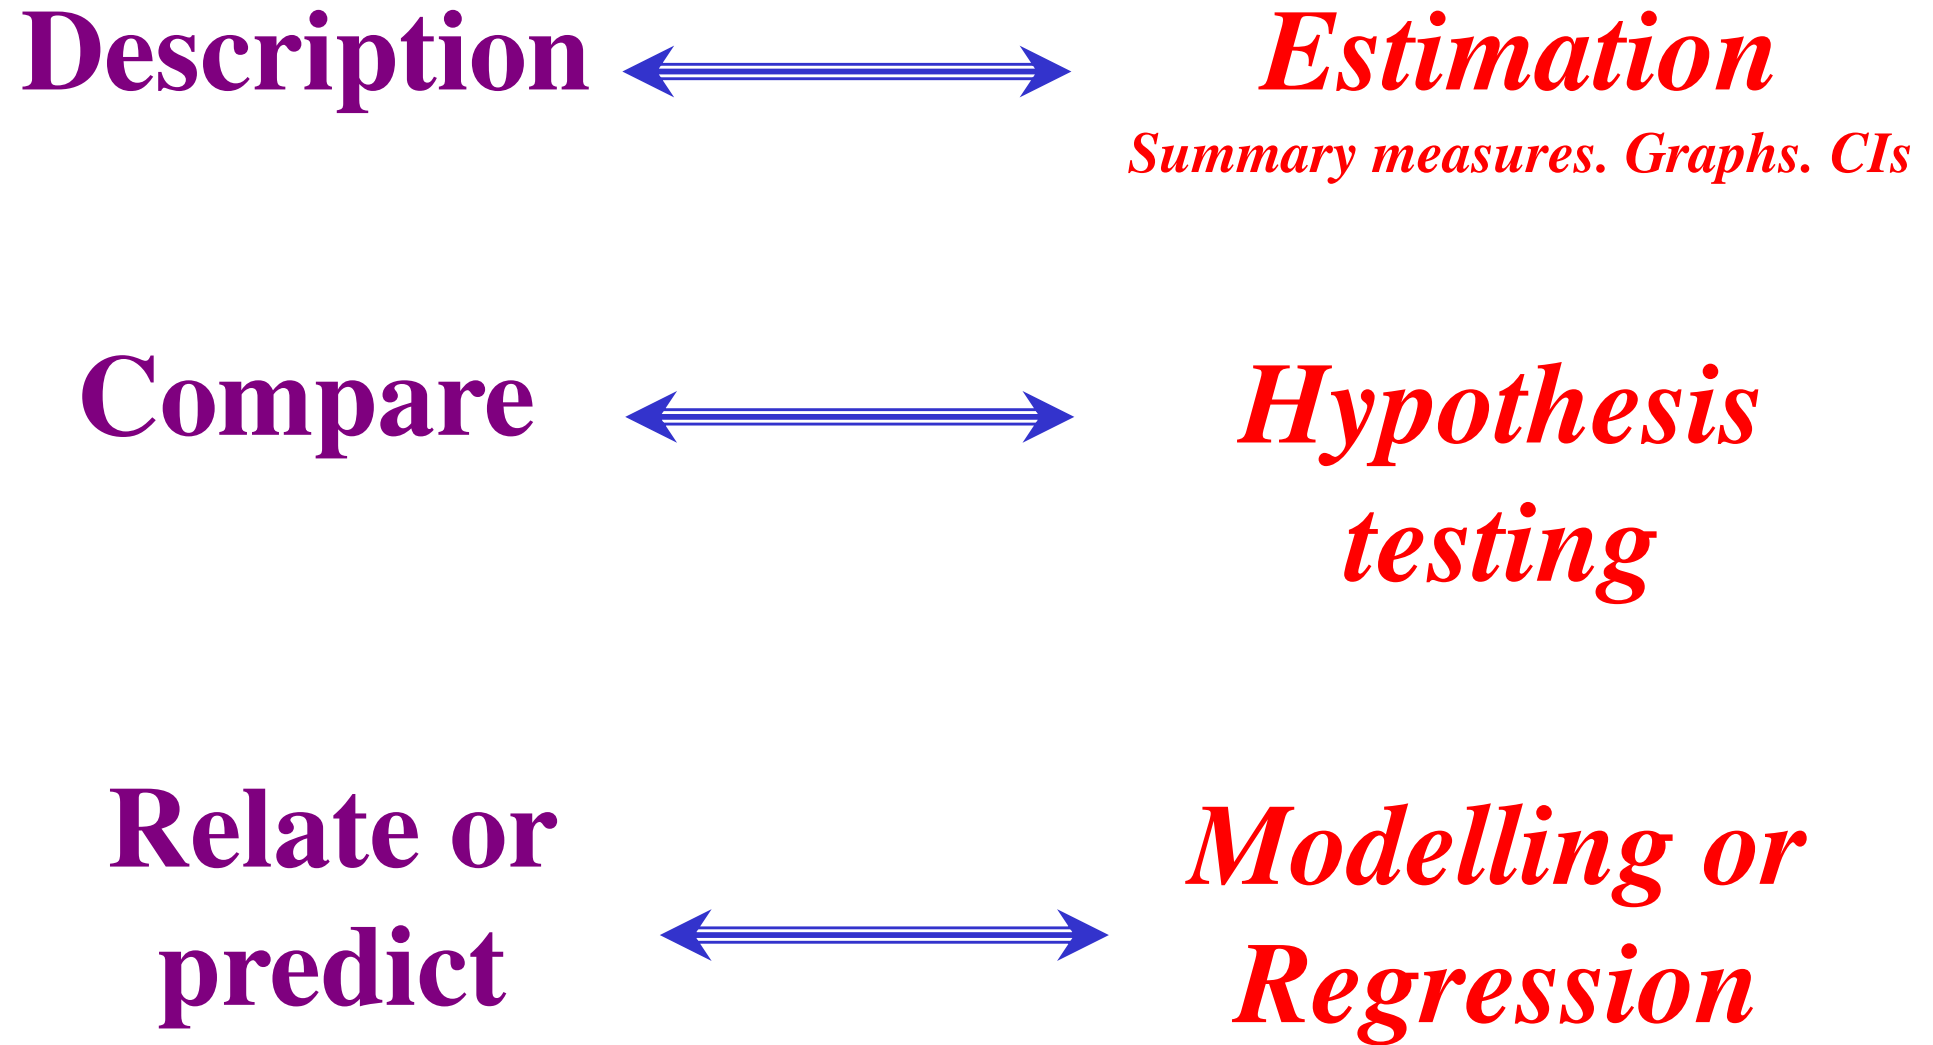 Description
Estimation
Summary measures. Graphs. CIs
Compare
Hypothesis
testing
Relate or
predict
Modelling or
Regression